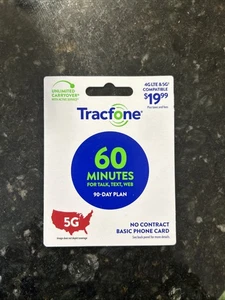 UNLIMITED
CARRYOVER®
4G LTE & 5G†
COMPATIBLE
$19.99
Tracfone®
60
MINUTES
FOR TALK, TEXT, WEB
90-DAY PLAN
5G
NO CONTRACT
BASIC PHONE CARD